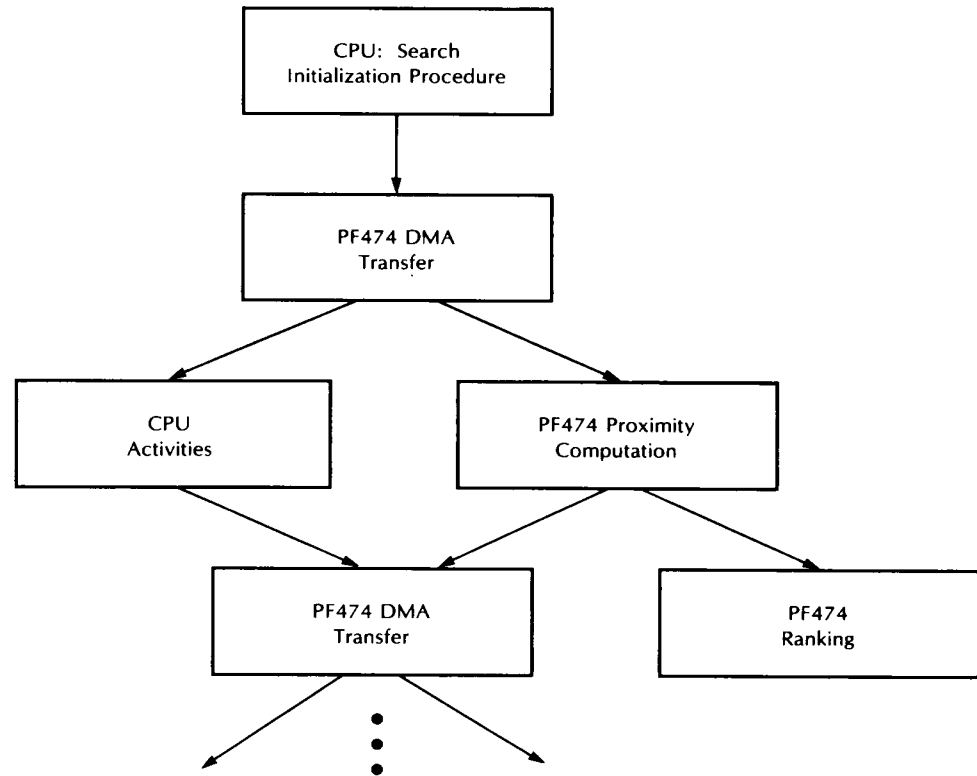 CPU: Search
Initialization Procedure
PF474 DMA
Transfer
CPU
Activities
PF474 Proximity
Computation
PF474 DMA
Transfer
PF474
Ranking